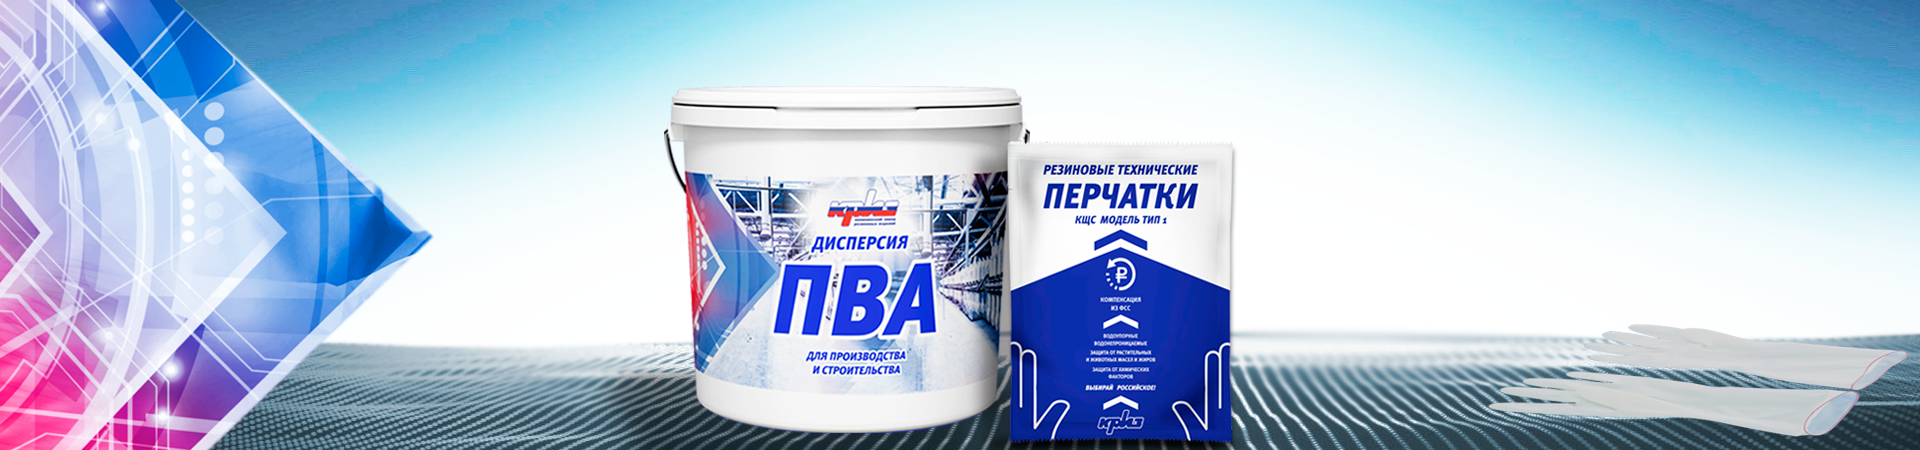 ДИСПЕРСИЯ
ПВА
ДЛЯ ПРОИЗВОДСТВА
И СТРОИТЕЛЬСТВА
РЕЗИНОВЫЕ ТЕХНИЧЕСКИЕ
ПЕРЧАТКИ
КЩС МОДЕЛЬ ТИП 1
₽
КОМПЕНСАЦИЯ
ИЗ ФСС
ВОДОУПОРНЫЕ
ВОДОНЕПРОНИЦАЕМЫЕ
ЗАЩИТА ОТ РАСТИТЕЛЬНЫХ
И ЖИВОТНЫХ МАСЕЛ И ЖИРОВ
ЗАЩИТА ОТ ХИМИЧЕСКИХ
ФАКТОРОВ
ВЫБИРАЙ РОССИЙСКОЕ!